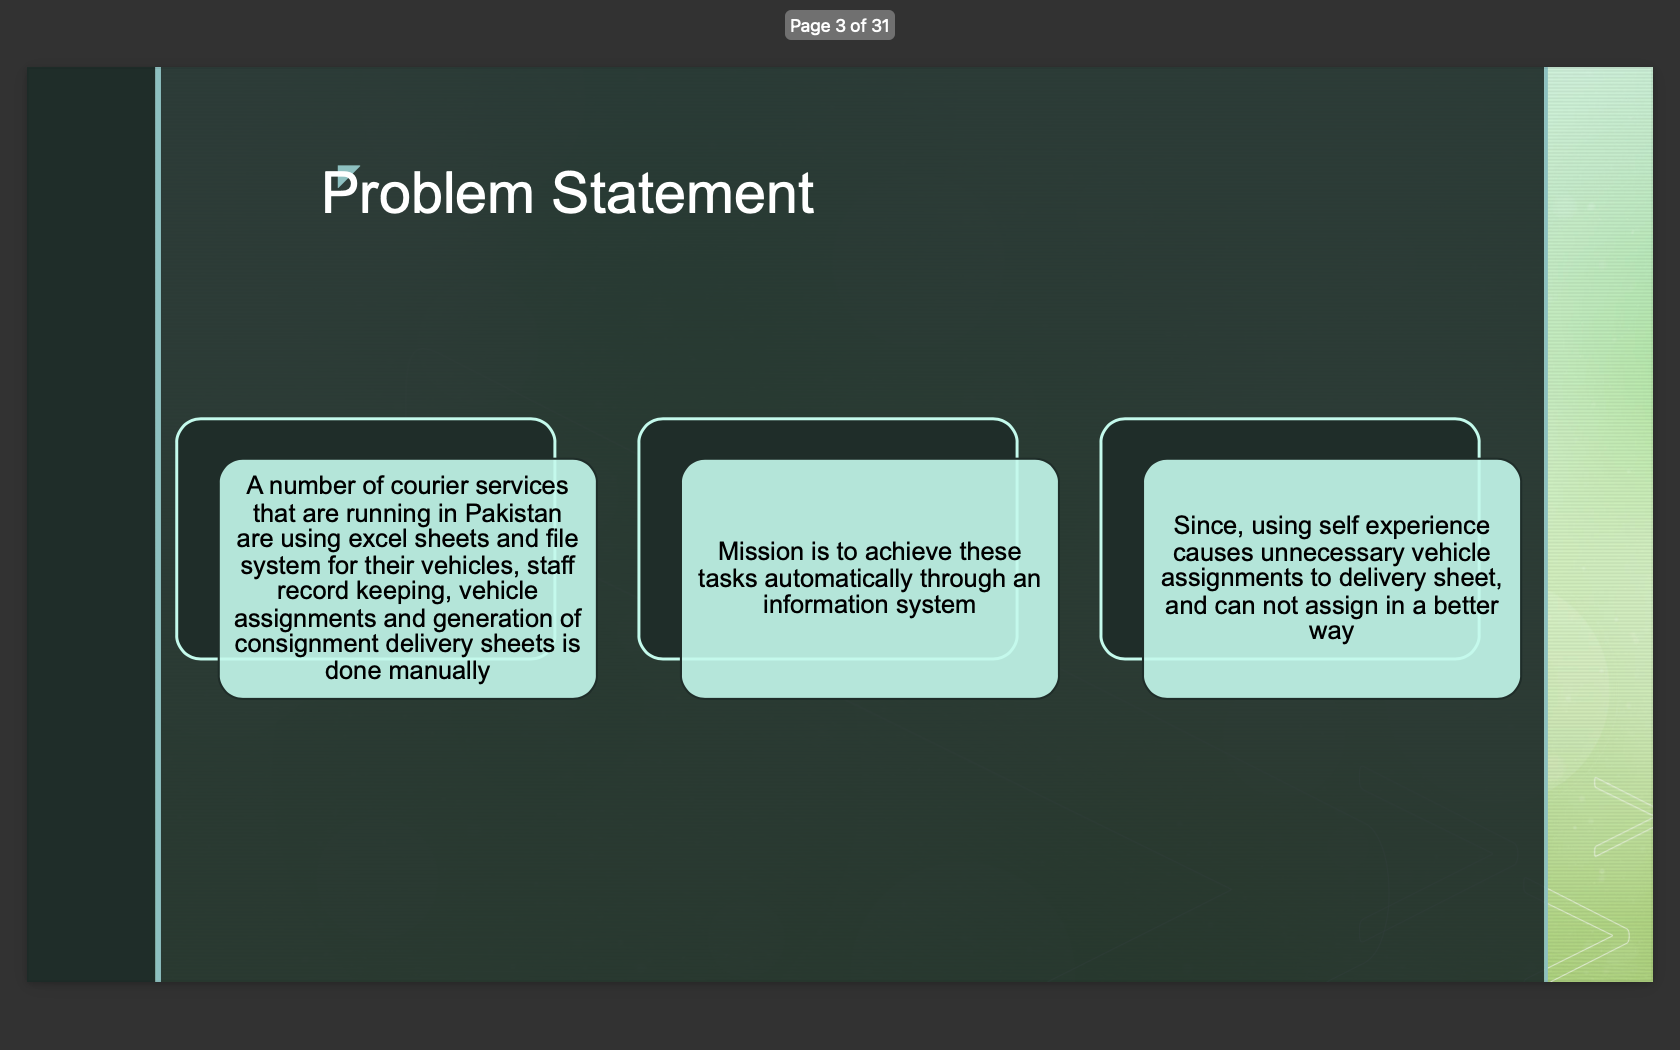 Page 3 of 31
Problem Statement
A number of courier services
that are running in Pakistan
are using excel sheets and file
system for their vehicles, staff
record keeping, vehicle
assignments and generation of
consignment delivery sheets is
done manually
Mission is to achieve these
tasks automatically through an
information system
Since, using self experience
causes unnecessary vehicle
assignments to delivery sheet,
and can not assign in a better
way